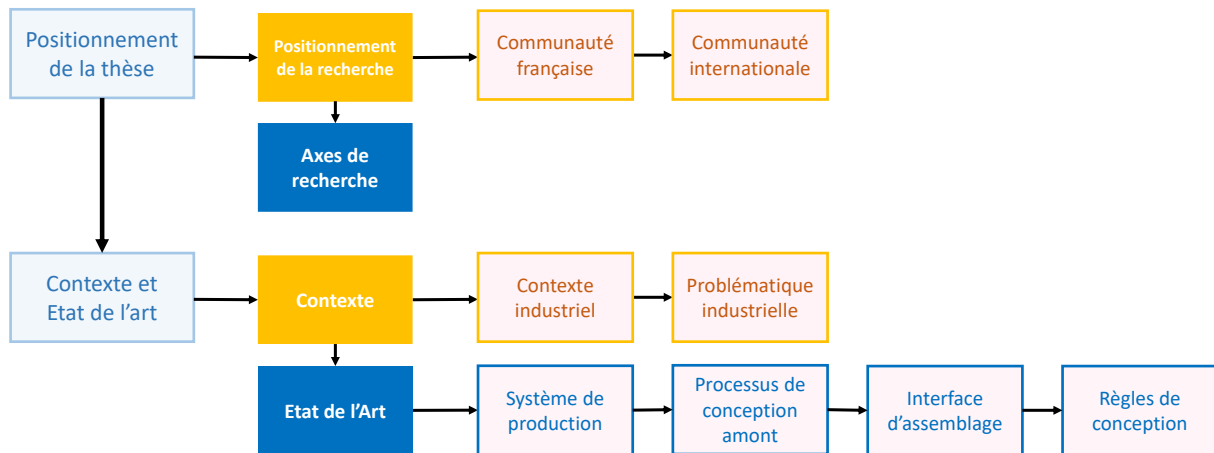 Positionnement
de la thèse
Positionnement
de la recherche
Communauté
française
Communauté
internationale
Axes de
recherche
Contexte et
Etat de l'art
Contexte
Contexte
industriel
Problématique
industrielle
Etat de l'Art
Système de
production
Processus de
conception
amont
Interface
d'assemblage
Règles de
conception